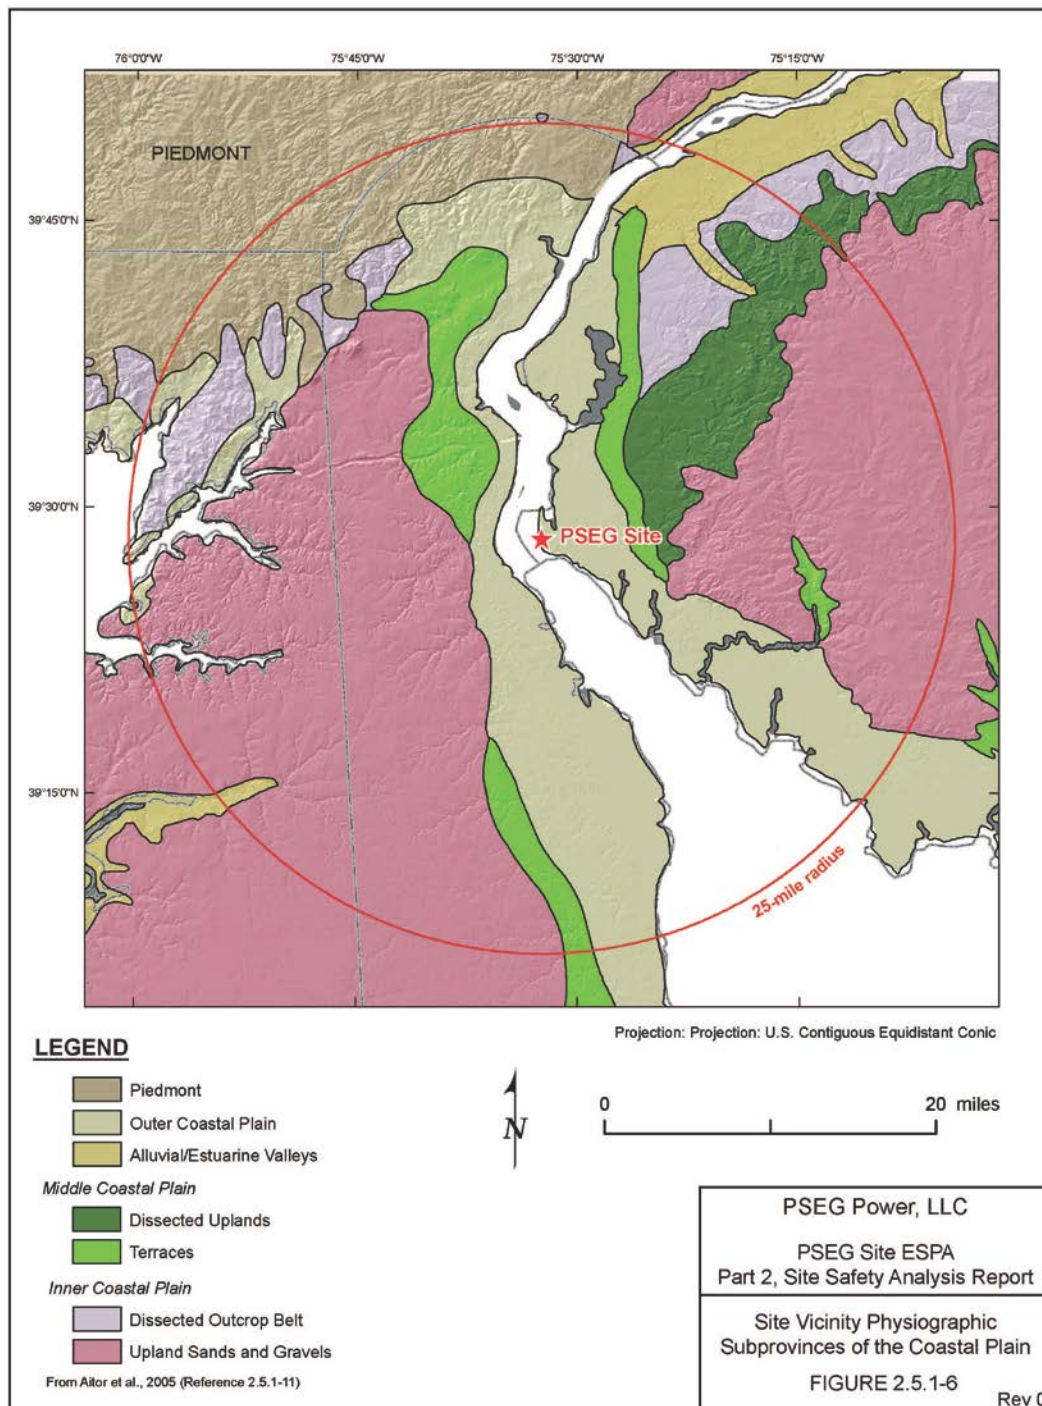 76°0'0"W 75°45'0"W 75°30'0"W 75°15'0"W
PIEDMONT
39°45'0"N
39°30'0"N
PSEG Site
39°15'0"N
25-mile radius
Projection: Projection: U.S. Contiguous Equidistant Conic
LEGEND
Piedmont
Outer Coastal Plain
Alluvial/Estuarine Valleys
Middle Coastal Plain
Dissected Uplands
Terraces
Inner Coastal Plain
Dissected Outcrop Belt
Upland Sands and Gravels
From Aitor et al., 2005 (Reference 2.5.1-11)
N
0 20 miles
PSEG Power, LLC
PSEG Site ESPA
Part 2, Site Safety Analysis Report
Site Vicinity Physiographic
Subprovinces of the Coastal Plain
FIGURE 2.5.1-6
Rev 0